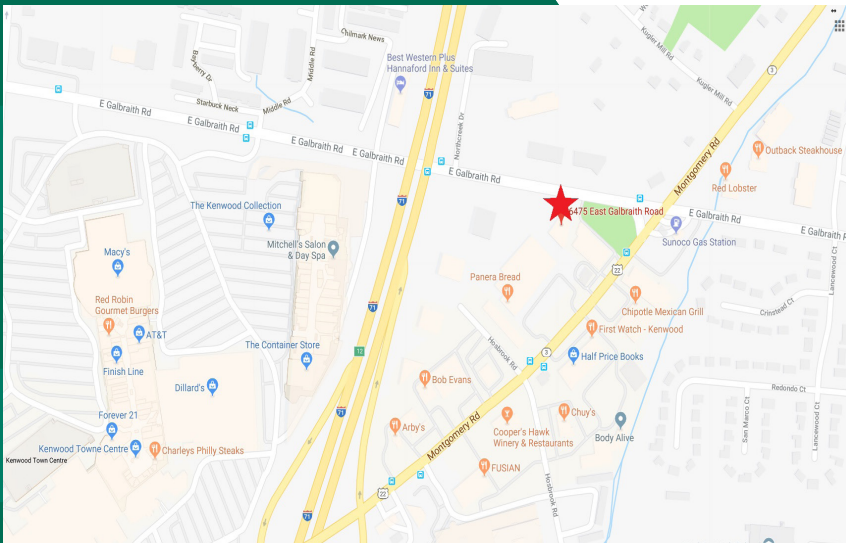 Chilmark News
Best Western Plus
Hannaford Inn & Suites
Bayberry Dr
Middle Rd
Starbuck Neck
Middle Rd
71
Kugler Mill Rd
Kugler Mill Rd
3
E Galbraith Rd
E Galbraith Rd
E Galbraith Rd
E Galbraith Rd
Northcreek Dr
E Galbraith Rd
Montgomery Rd
Outback Steakhouse
Red Lobster
71
The Kenwood Collection
6475 East Galbraith Road
E Galbraith Rd
E Galbraith R
Sunoco Gas Station
Mitchell's Salon
& Day Spa
Macy's
22
Lancewood Ct
Panera Bread
Red Robin
Gourmet Burgers
71
Chipotle Mexican Grill
Crinstead Ct
AT&T
First Watch - Kenwood
The Container Store
12
Hosbrook Rd
3
Half Price Books
Finish Line
Bob Evans
Dillard's
Redondo Ct
Forever 21
71
Arby's
Chuy's
San Marco Ct
Lancewood Ct
Cooper's Hawk
Winery & Restaurants
Body Alive
Montgomery Rd
Kenwood Towne Centre
Charleys Philly Steaks
Kenwood Town Centre
FUSIAN
Hosbrook Rd
22
71